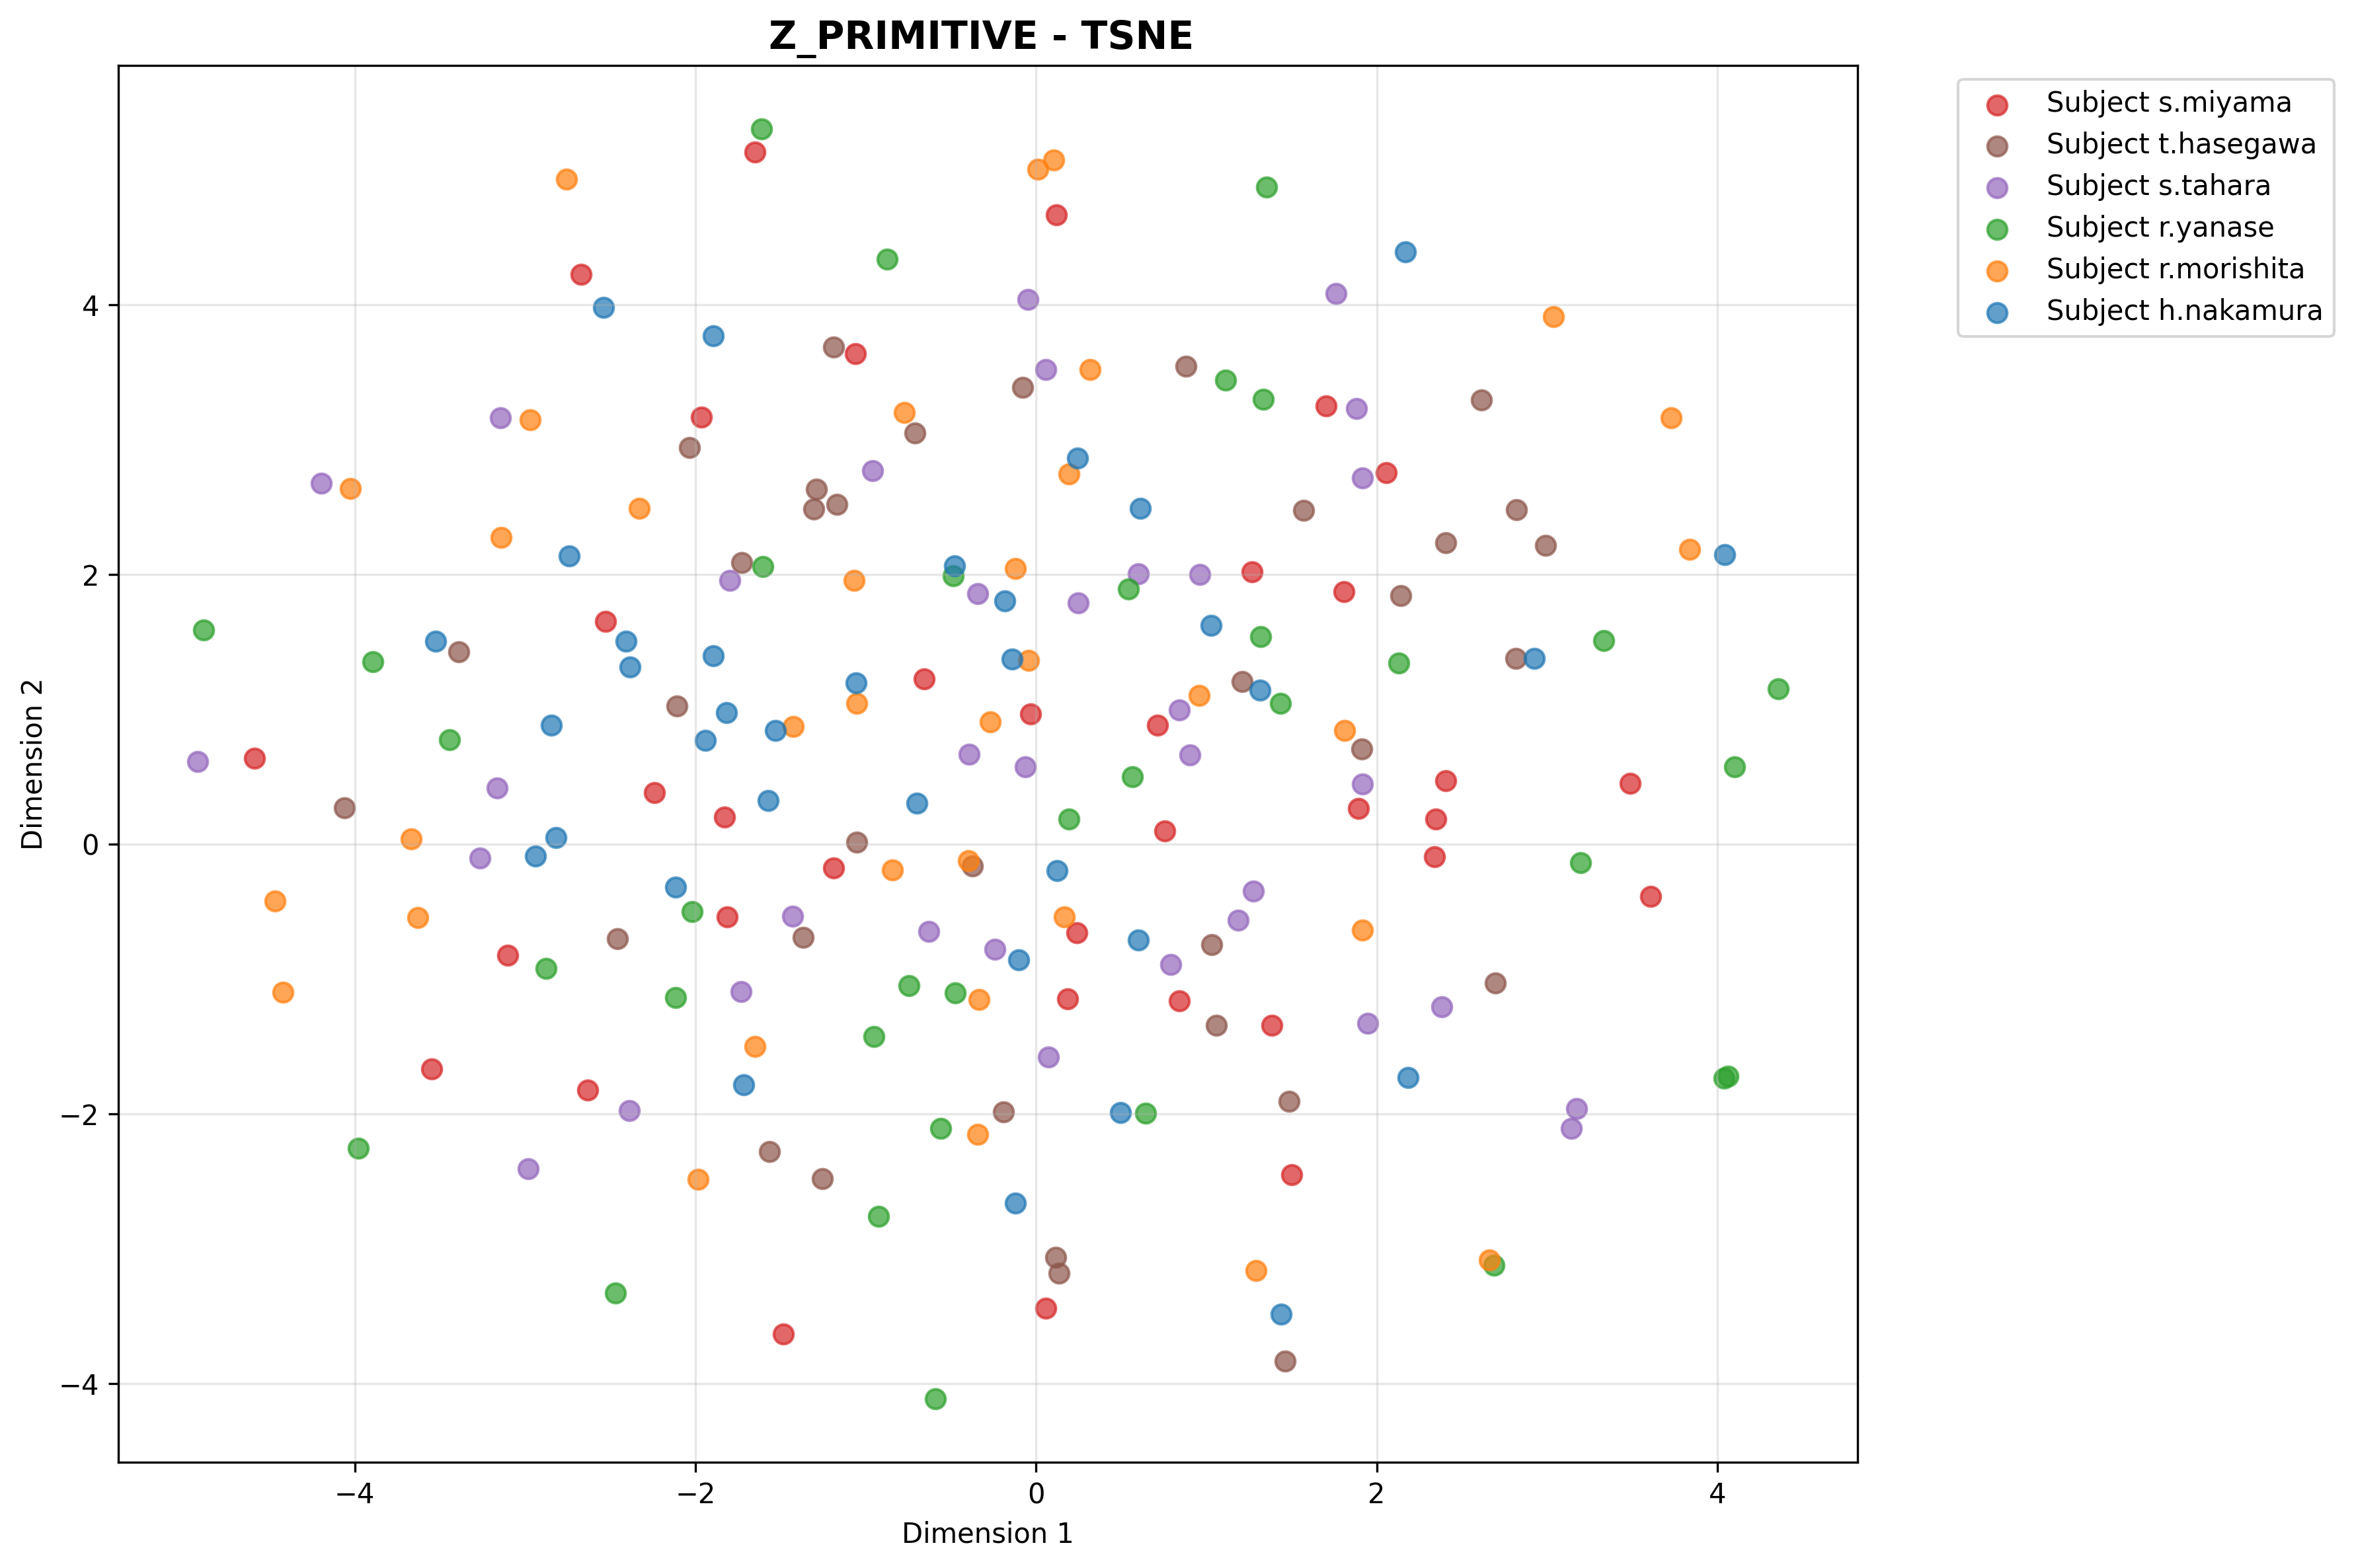 Z_PRIMITIVE - TSNE
Subject s.miyama
Subject t.hasegawa
Subject s.tahara
Subject r.yanase
Subject r.morishita
Subject h.nakamura
Dimension 2
4
2
0
−2
−4
−4
−2
0
2
4
Dimension 1